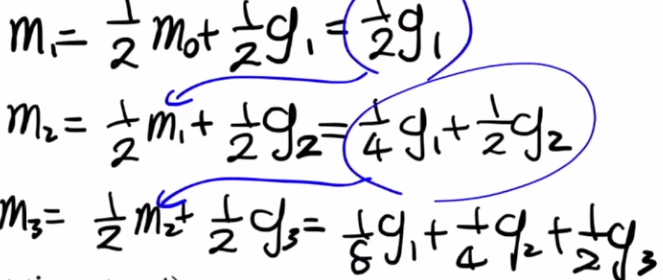 m₁= ½ m₀+ ½ g₁ = ½ g₁
m₂= ½ m₁+ ½ g₂= ¼ g₁+ ½ g₂
m₃= ½ m₂+ ½ g₃= ⅛ g₁+ ¼ g₂+ ½ g₃